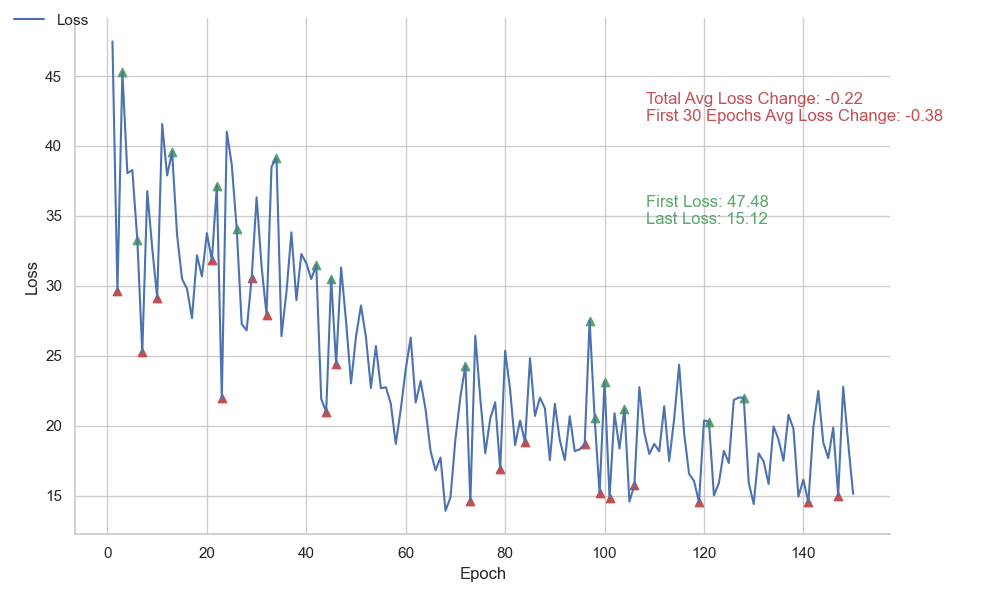 Loss
45
40
35
30
25
20
15
Loss
Total Avg Loss Change: -0.22
First 30 Epochs Avg Loss Change: -0.38
First Loss: 47.48
Last Loss: 15.12
0 20 40 60 80 100 120 140
Epoch